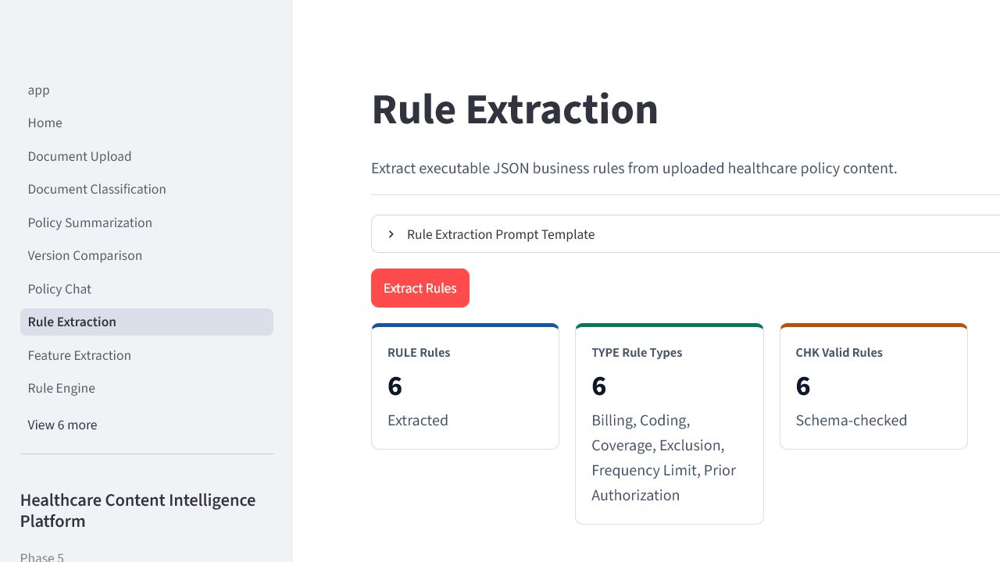 app
Home
Document Upload
Document Classification
Policy Summarization
Version Comparison
Policy Chat
Rule Extraction
Feature Extraction
Rule Engine
View 6 more
Healthcare Content Intelligence
Platform
Phase 5
Rule Extraction
Extract executable JSON business rules from uploaded healthcare policy content.
Rule Extraction Prompt Template
Extract Rules
RULE Rules
6
Extracted
TYPE Rule Types
6
Billing, Coding,
Coverage, Exclusion,
Frequency Limit, Prior
Authorization
CHK Valid Rules
6
Schema-checked